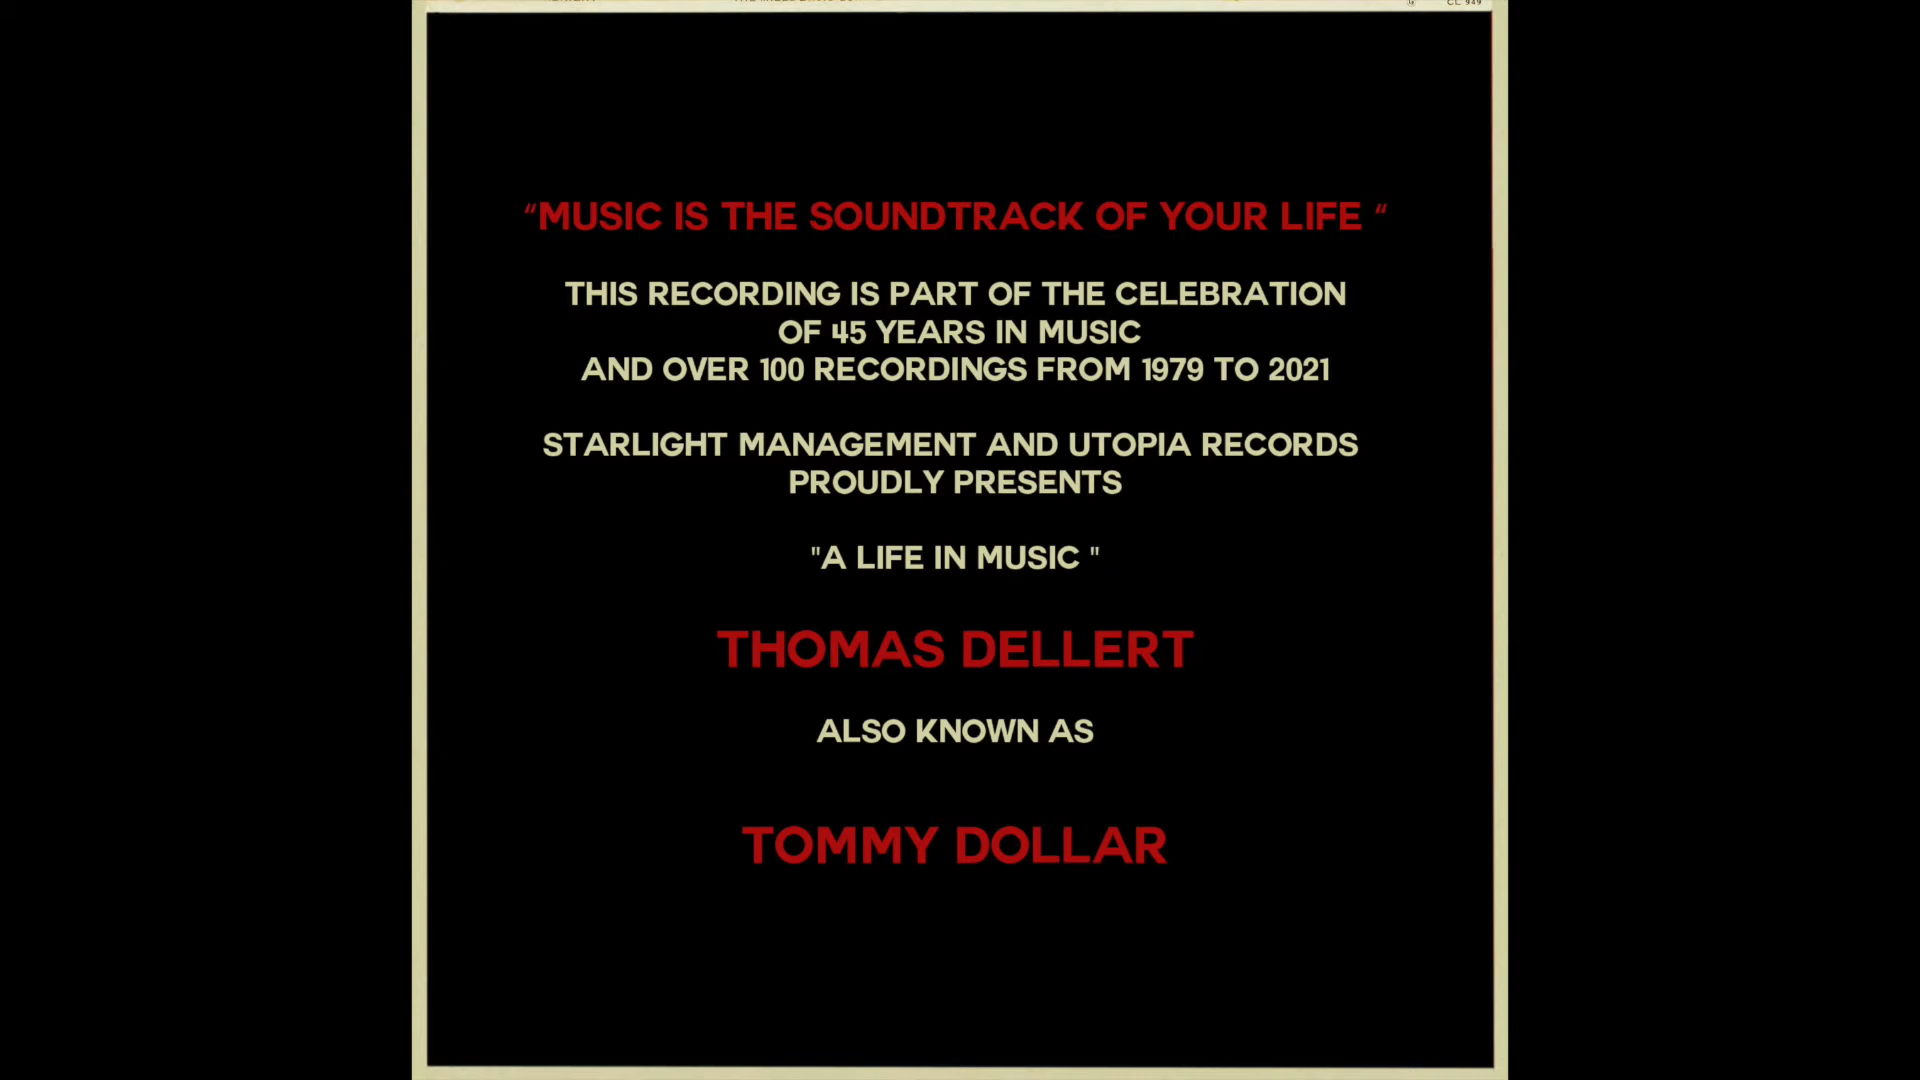 CL 949
“MUSIC IS THE SOUNDTRACK OF YOUR LIFE “
THIS RECORDING IS PART OF THE CELEBRATION
OF 45 YEARS IN MUSIC
AND OVER 100 RECORDINGS FROM 1979 TO 2021
STARLIGHT MANAGEMENT AND UTOPIA RECORDS
PROUDLY PRESENTS
"A LIFE IN MUSIC "
THOMAS DELLERT
ALSO KNOWN AS
TOMMY DOLLAR